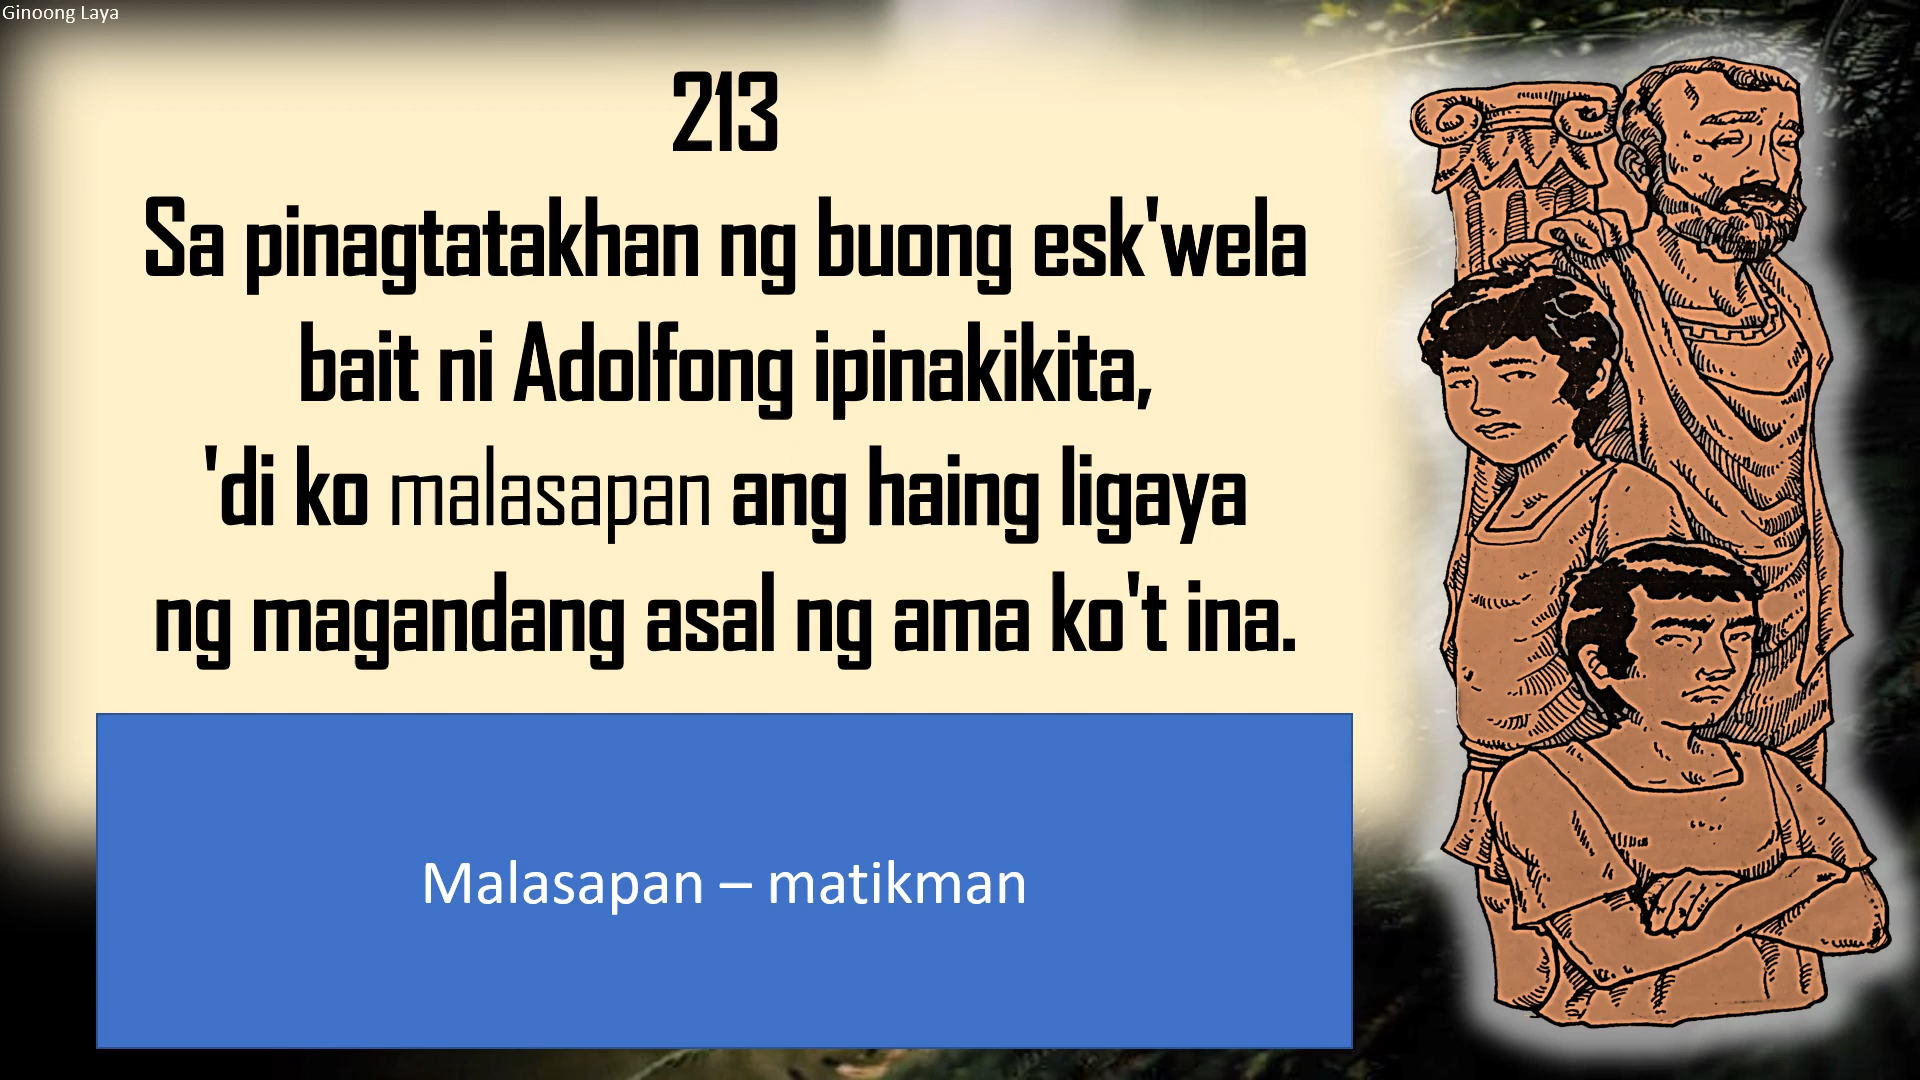 Ginoong Laya
213
Sa pinagtatakhan ng buong esk'wela
bait ni Adolfong ipinakikita,
'di ko malasapan ang haing ligaya
ng magandang asal ng ama ko't ina.
Malasapan – matikman